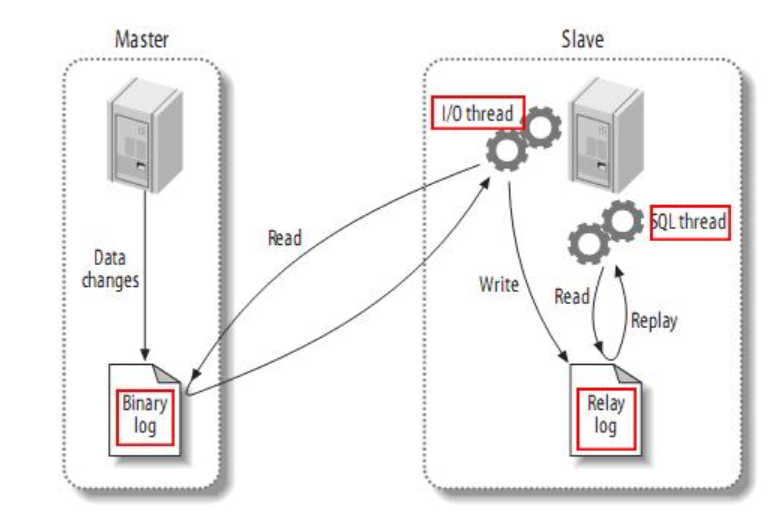 Master
Slave
I/O thread
SQL thread
Read
Data
changes
Write
Read
Replay
Binary
log
Relay
log